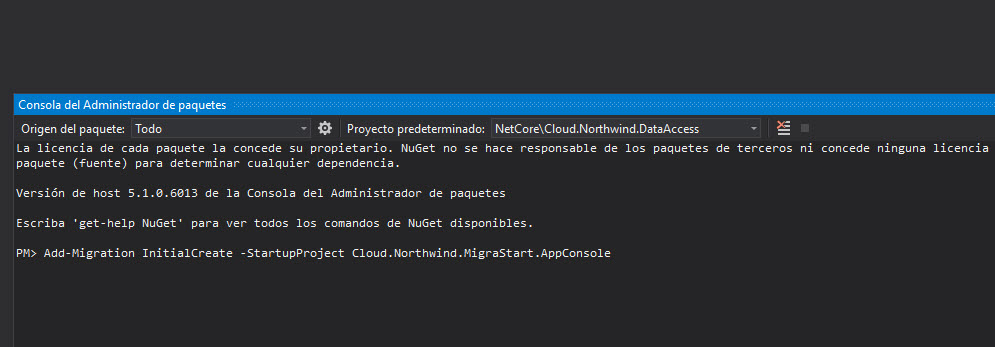 Consola del Administrador de paquetes
Origen del paquete: Todo Proyecto predeterminado: NetCore\Cloud.Northwind.DataAccess
La licencia de cada paquete la concede su propietario. NuGet no se hace responsable de los paquetes de terceros ni concede ninguna licencia
paquete (fuente) para determinar cualquier dependencia.
Versión de host 5.1.0.6013 de la Consola del Administrador de paquetes
Escriba 'get-help NuGet' para ver todos los comandos de NuGet disponibles.
PM> Add-Migration InitialCreate -StartupProject Cloud.Northwind.MigraStart.AppConsole